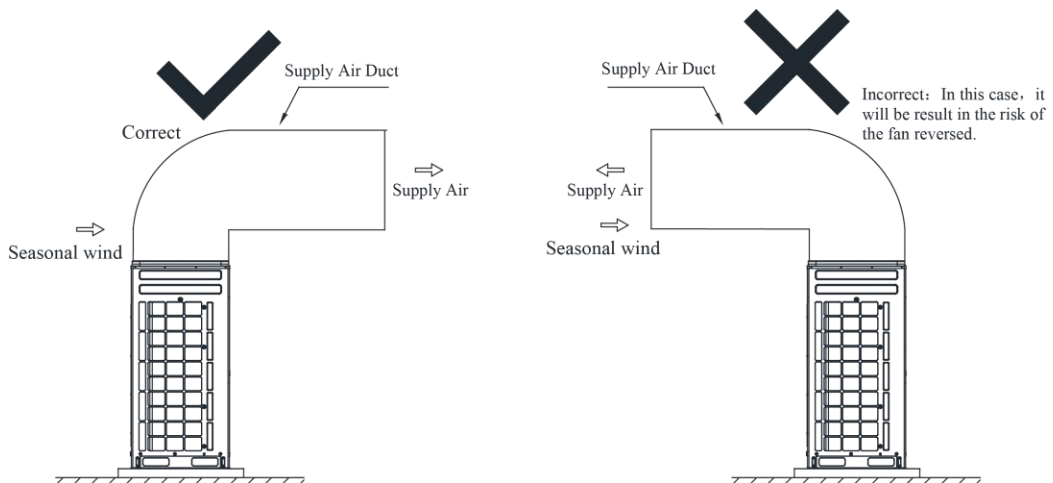 Supply Air Duct
Correct
Supply Air
Seasonal wind
Supply Air Duct
Incorrect: In this case, it
will be result in the risk of
the fan reversed.
Supply Air
Seasonal wind